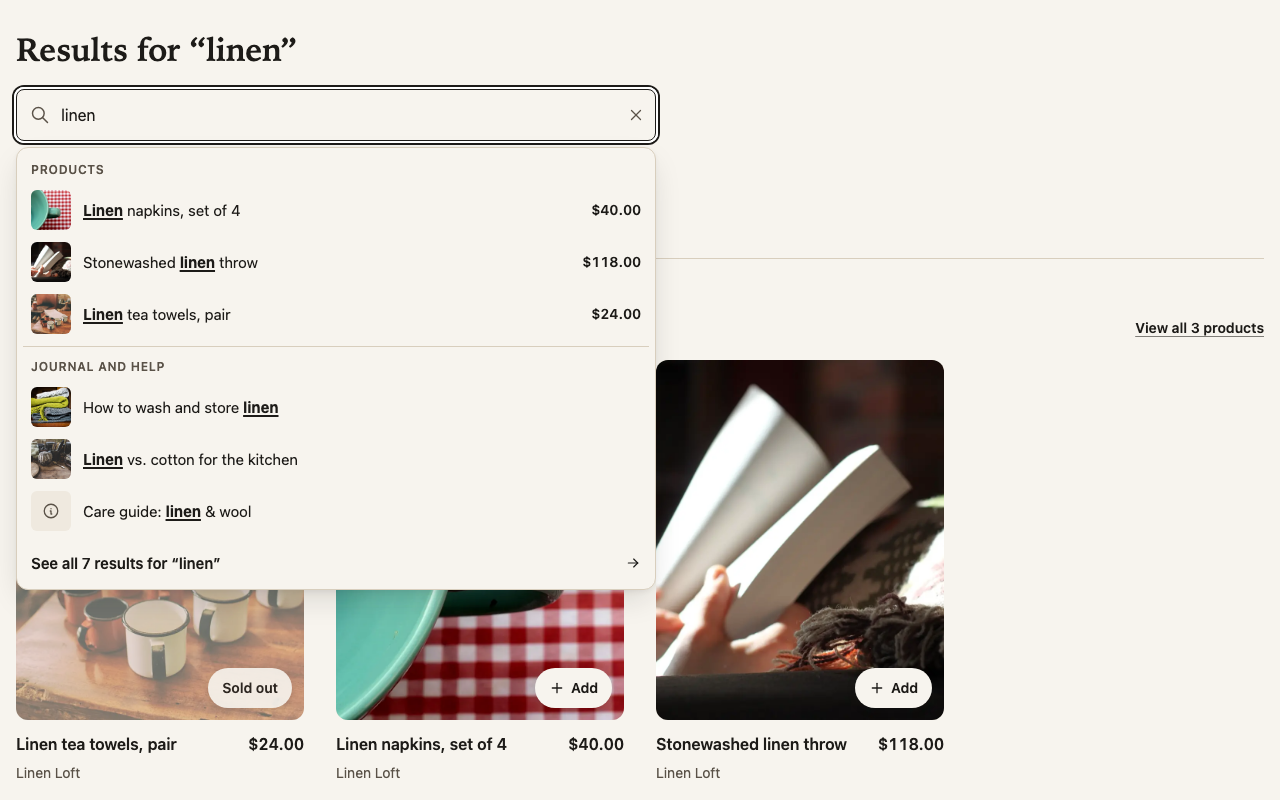 Results for “linen”
linen
PRODUCTS
Linen napkins, set of 4 $40.00
Stonewashed linen throw $118.00
Linen tea towels, pair $24.00
JOURNAL AND HELP
How to wash and store linen
Linen vs. cotton for the kitchen
Care guide: linen & wool
See all 7 results for “linen”
View all 3 products
Sold out
Add
Add
Linen tea towels, pair $24.00
Linen Loft
Linen napkins, set of 4 $40.00
Linen Loft
Stonewashed linen throw $118.00
Linen Loft